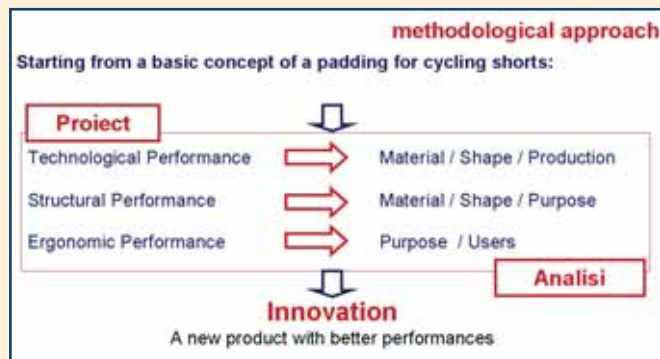 methodological approach
Starting from a basic concept of a padding for cycling shorts:
Proiect
Technological Performance Material / Shape / Production
Structural Performance Material / Shape / Purpose
Ergonomic Performance Purpose / Users
Analisi
Innovation
A new product with better performances